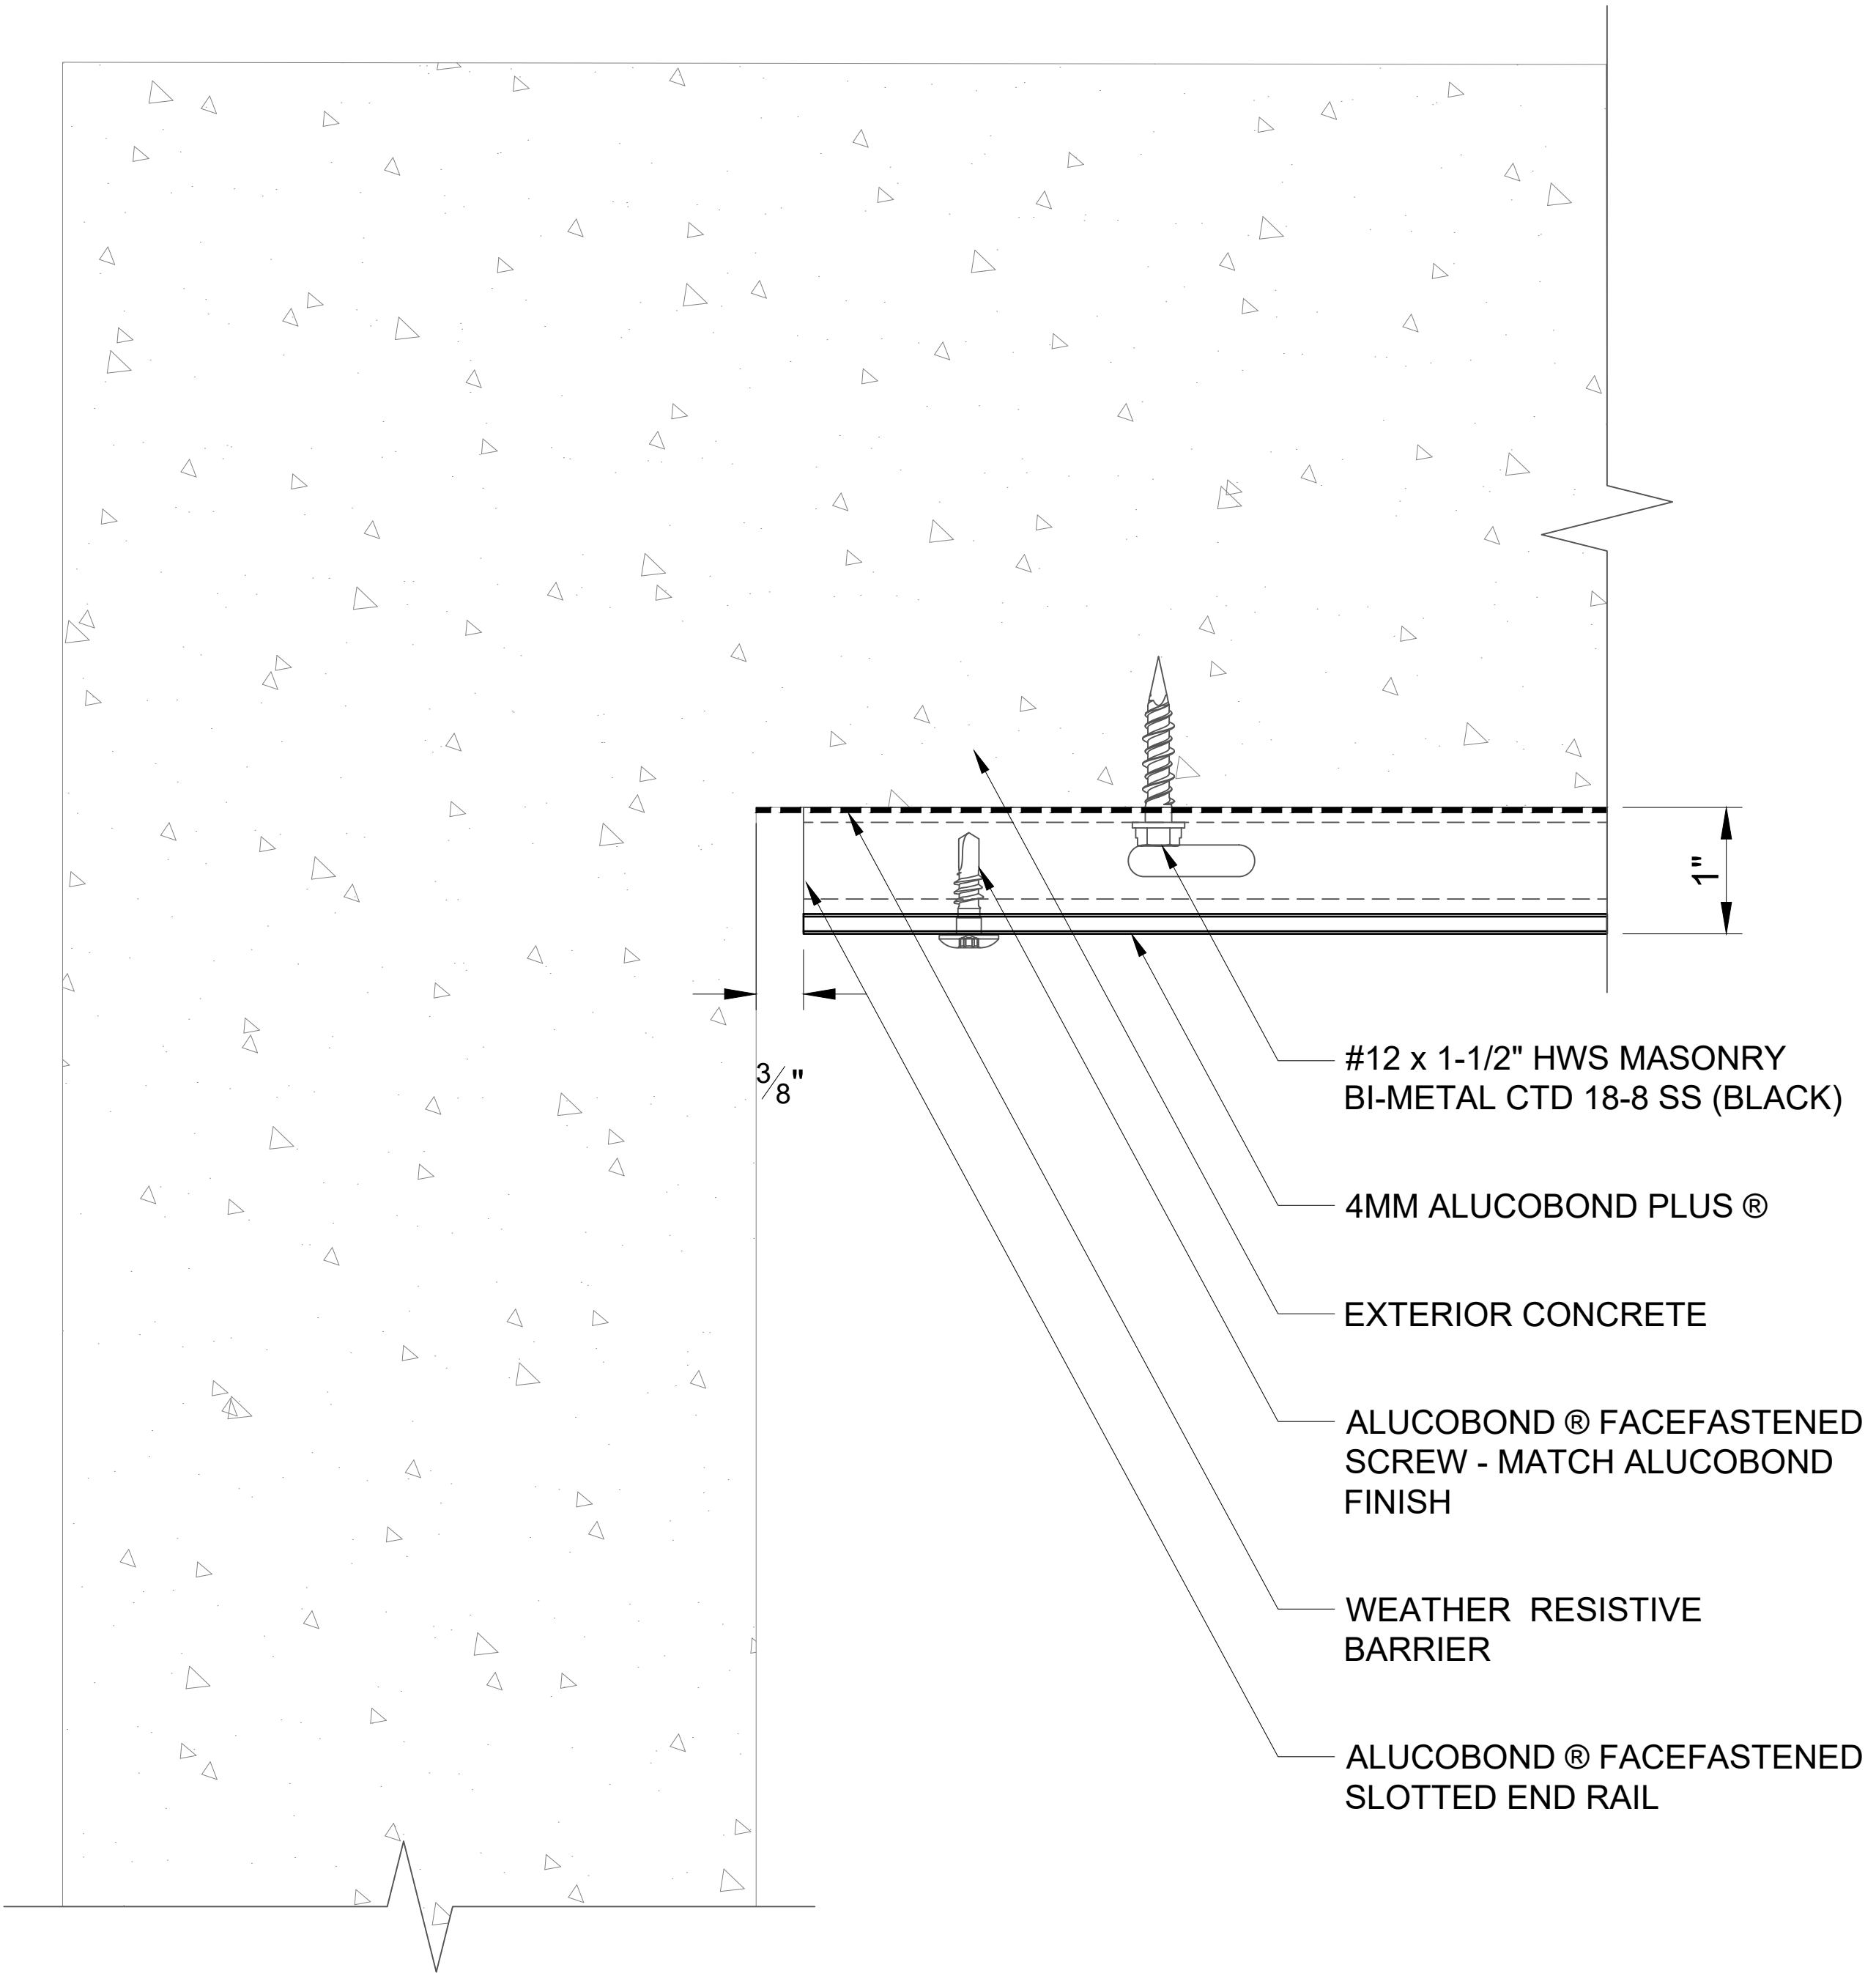 1"
3/8"
#12 x 1-1/2" HWS MASONRY
BI-METAL CTD 18-8 SS (BLACK)
4MM ALUCOBOND PLUS ®
EXTERIOR CONCRETE
ALUCOBOND ® FACEFASTENED
SCREW - MATCH ALUCOBOND
FINISH
WEATHER  RESISTIVE
BARRIER
ALUCOBOND ® FACEFASTENED
SLOTTED END RAIL